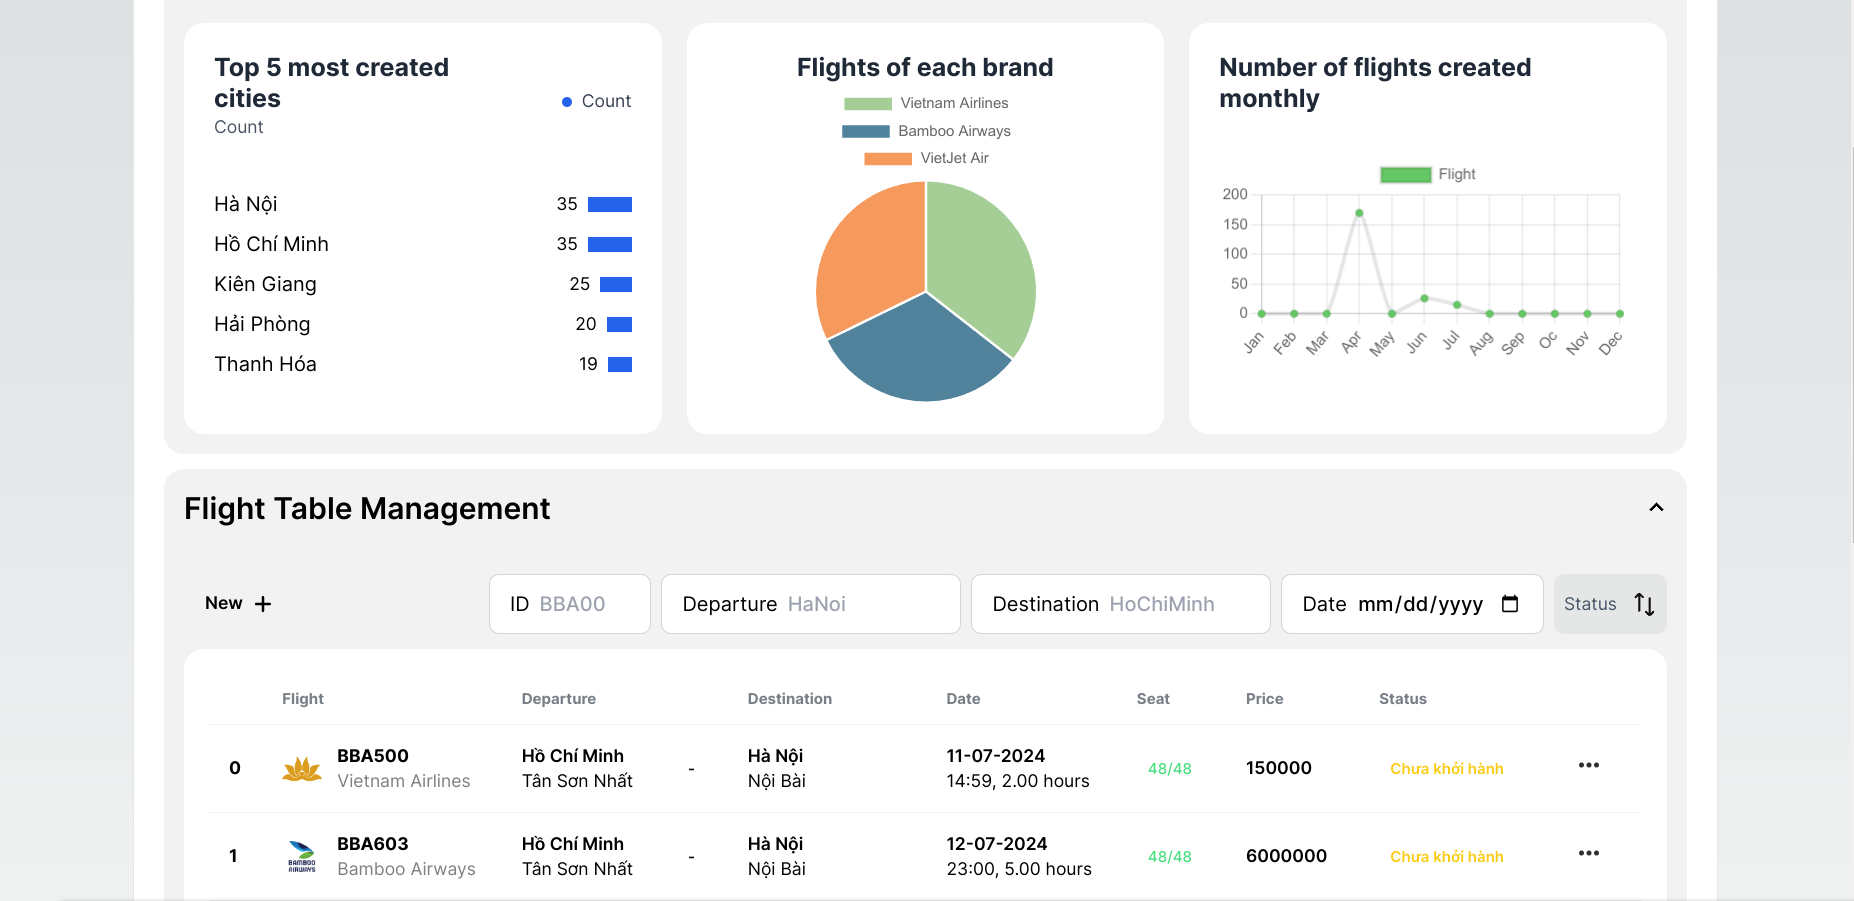 Top 5 most created
cities
Count
Count
Hà Nội 35
Hồ Chí Minh 35
Kiên Giang 25
Hải Phòng 20
Thanh Hóa 19
Flights of each brand
Vietnam Airlines
Bamboo Airways
VietJet Air
Number of flights created
monthly
Flight
200
150
100
50
0
Jan Feb Mar Apr May Jun Jul Aug Sep Oc Nov Dec
Flight Table Management
New +
ID BBA00
Departure HaNoi
Destination HoChiMinh
Date mm/dd/yyyy
Status
Flight Departure Destination Date Seat Price Status
0 BBA500 Hồ Chí Minh - Hà Nội 11-07-2024 48/48 150000 Chưa khởi hành •••
Vietnam Airlines Tân Sơn Nhất Nội Bài 14:59, 2.00 hours
1 BAMBOO AIRWAYS BBA603 Hồ Chí Minh - Hà Nội 12-07-2024 48/48 6000000 Chưa khởi hành •••
Bamboo Airways Tân Sơn Nhất Nội Bài 23:00, 5.00 hours